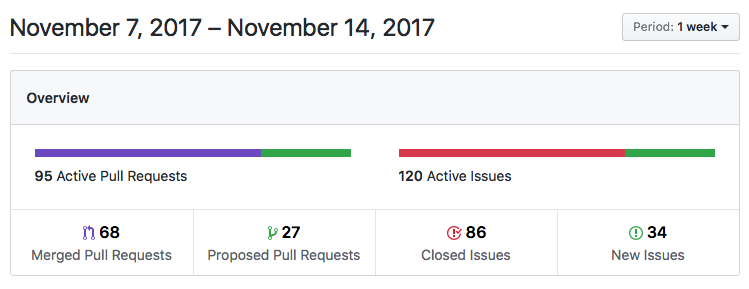 November 7, 2017 – November 14, 2017
Period: 1 week
Overview
95 Active Pull Requests
120 Active Issues
68
Merged Pull Requests
27
Proposed Pull Requests
86
Closed Issues
34
New Issues